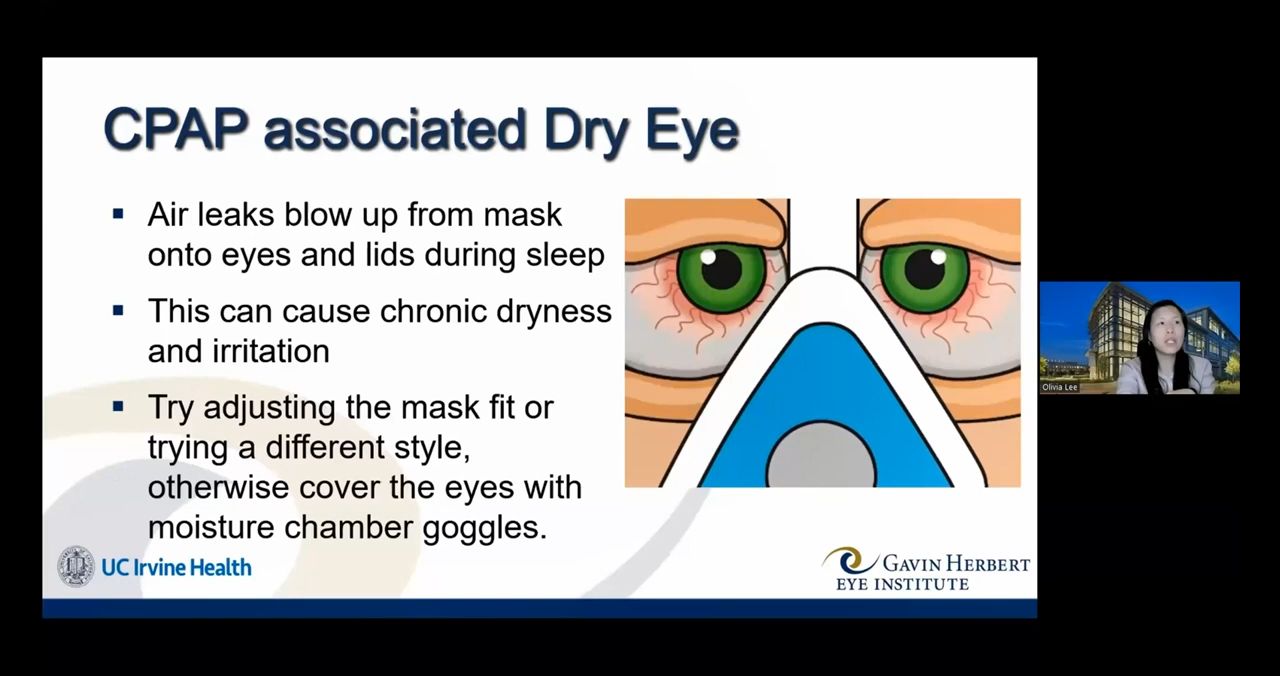 CPAP associated Dry Eye
▪ Air leaks blow up from mask
onto eyes and lids during sleep
▪ This can cause chronic dryness
and irritation
▪ Try adjusting the mask fit or
trying a different style,
otherwise cover the eyes with
moisture chamber goggles.
UC Irvine Health
GAVIN HERBERT
EYE INSTITUTE
Olivia Lee